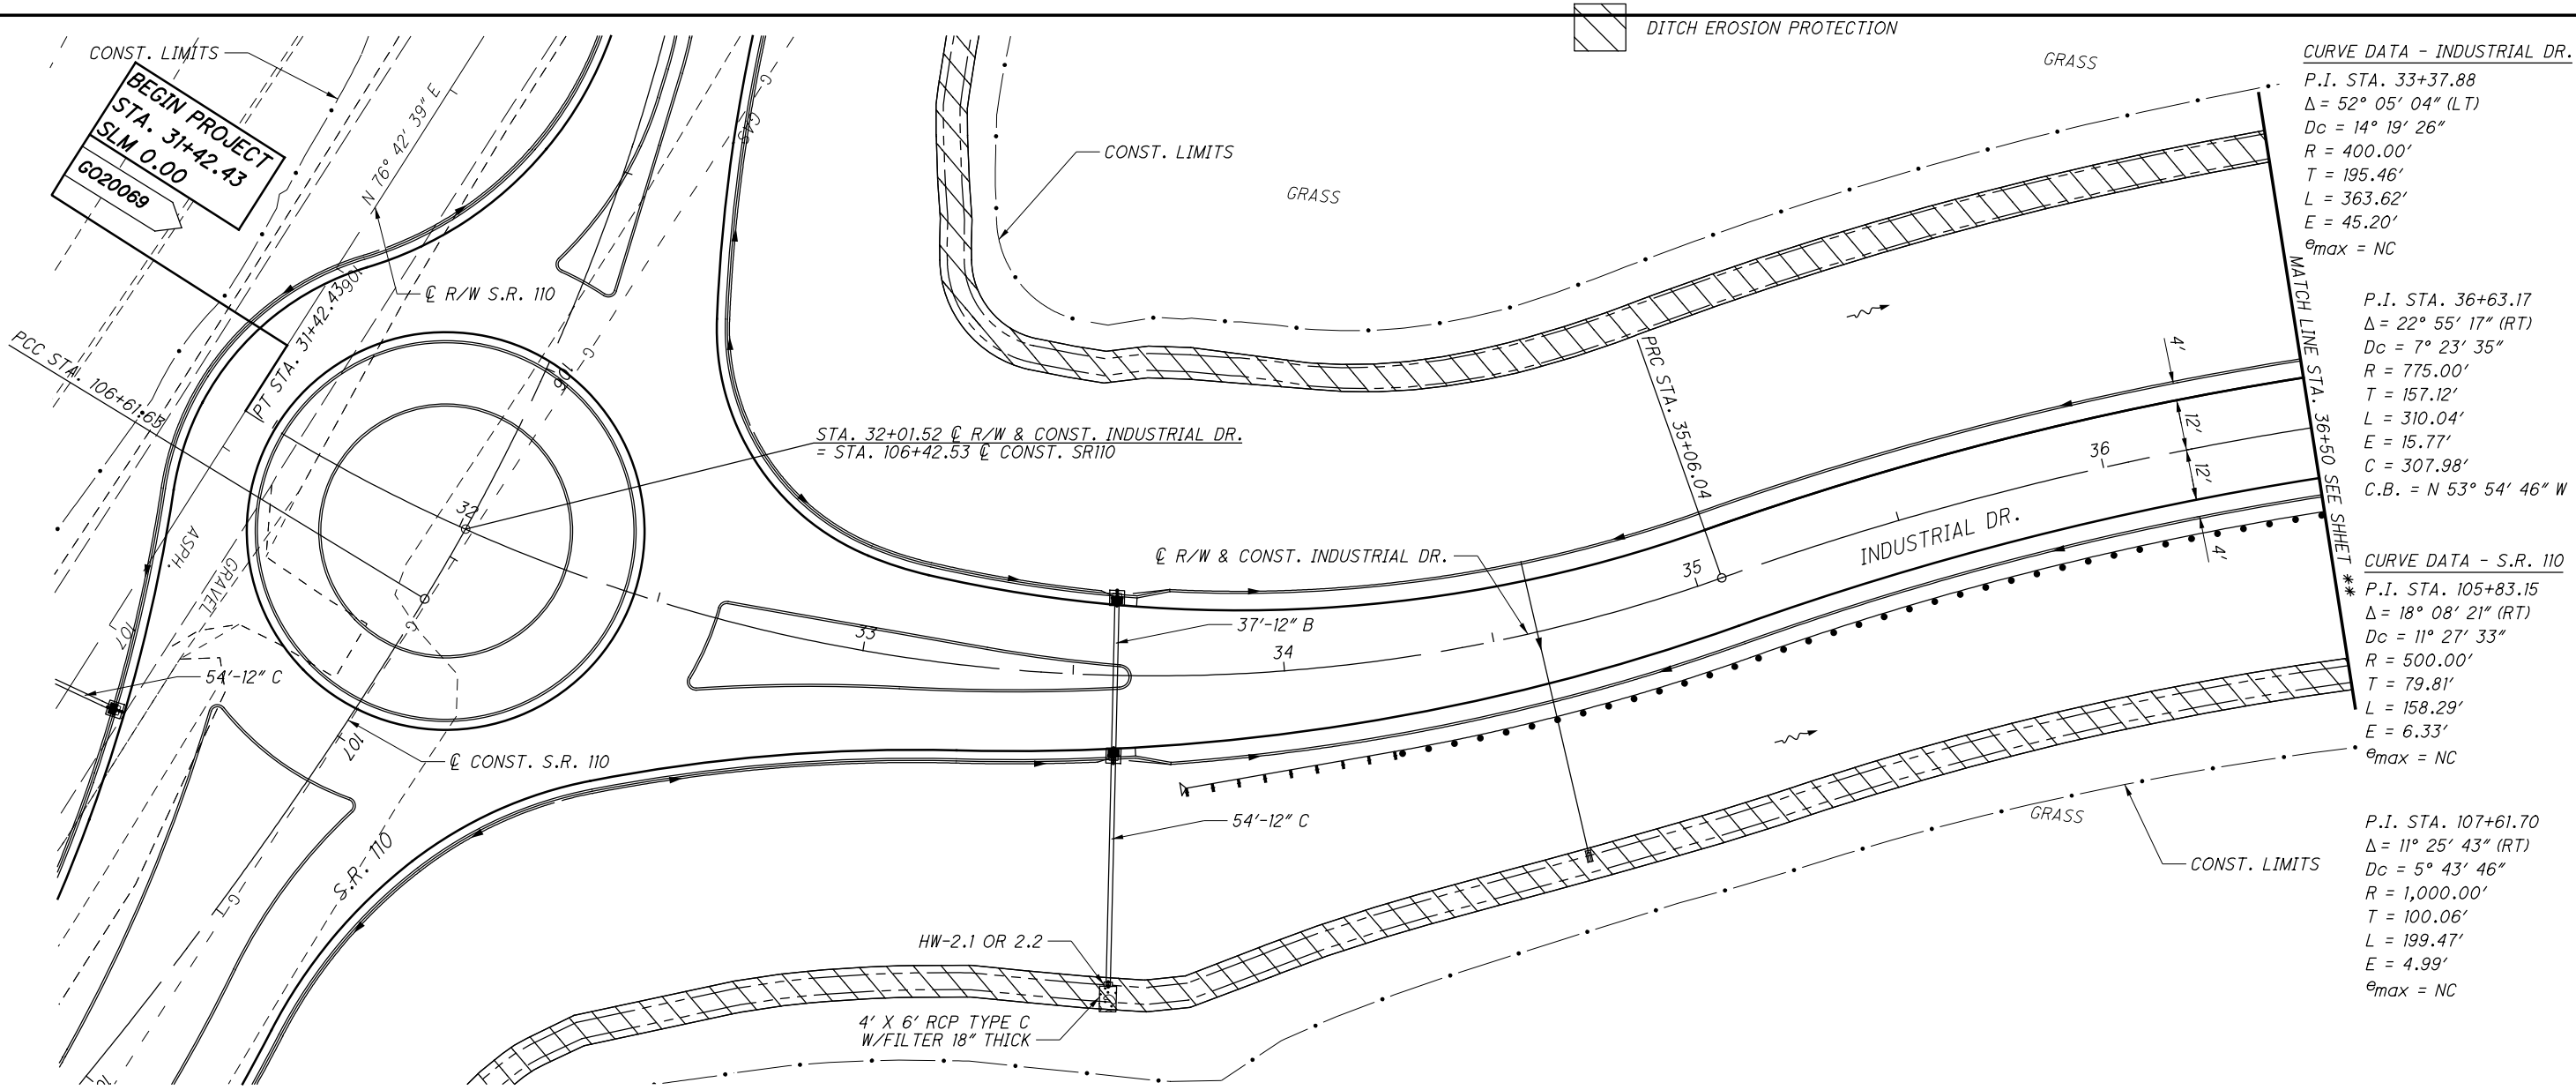 DITCH EROSION PROTECTION
CONST. LIMITS
BEGIN PROJECT
STA. 31+42.43
SLM 0.00
G020069
N 76° 42' 39" E
℄ R/W S.R. 110
PT STA. 31+42.43
106
PCC STA. 106+61.65
G
GAS
G
106
32
STA. 32+01.52 ℄ R/W & CONST. INDUSTRIAL DR.
= STA. 106+42.53 ℄ CONST. SR110
ASPH.
GRAVEL
107
54'-12" C
G
107
℄ CONST. S.R. 110
S.R. 110
G
CONST. LIMITS
GRASS
GRASS
PRC STA. 35+06.04
℄ R/W & CONST. INDUSTRIAL DR.
33
34
35
36
INDUSTRIAL DR.
4'
12'
12'
4'
37'-12" B
54'-12" C
HW-2.1 OR 2.2
4' X 6' RCP TYPE C
W/FILTER 18" THICK
GRASS
CONST. LIMITS
MATCH LINE STA. 36+50 SEE SHHET **
CURVE DATA - INDUSTRIAL DR.
P.I. STA. 33+37.88
Δ = 52° 05' 04" (LT)
Dc = 14° 19' 26"
R = 400.00'
T = 195.46'
L = 363.62'
E = 45.20'
emax = NC
P.I. STA. 36+63.17
Δ = 22° 55' 17" (RT)
Dc = 7° 23' 35"
R = 775.00'
T = 157.12'
L = 310.04'
E = 15.77'
C = 307.98'
C.B. = N 53° 54' 46" W
CURVE DATA - S.R. 110
P.I. STA. 105+83.15
Δ = 18° 08' 21" (RT)
Dc = 11° 27' 33"
R = 500.00'
T = 79.81'
L = 158.29'
E = 6.33'
emax = NC
P.I. STA. 107+61.70
Δ = 11° 25' 43" (RT)
Dc = 5° 43' 46"
R = 1,000.00'
T = 100.06'
L = 199.47'
E = 4.99'
emax = NC